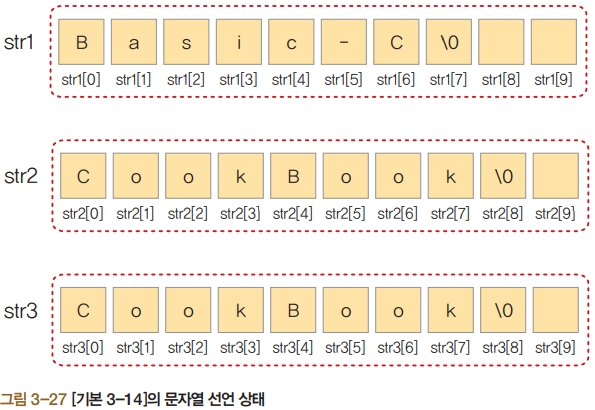 str1 B a s i c - C \0
str1[0] str1[1] str1[2] str1[3] str1[4] str1[5] str1[6] str1[7] str1[8] str1[9]
str2 C o o k B o o k \0
str2[0] str2[1] str2[2] str2[3] str2[4] str2[5] str2[6] str2[7] str2[8] str2[9]
str3 C o o k B o o k \0
str3[0] str3[1] str3[2] str3[3] str3[4] str3[5] str3[6] str3[7] str3[8] str3[9]
그림 3-27 [기본 3-14]의 문자열 선언 상태